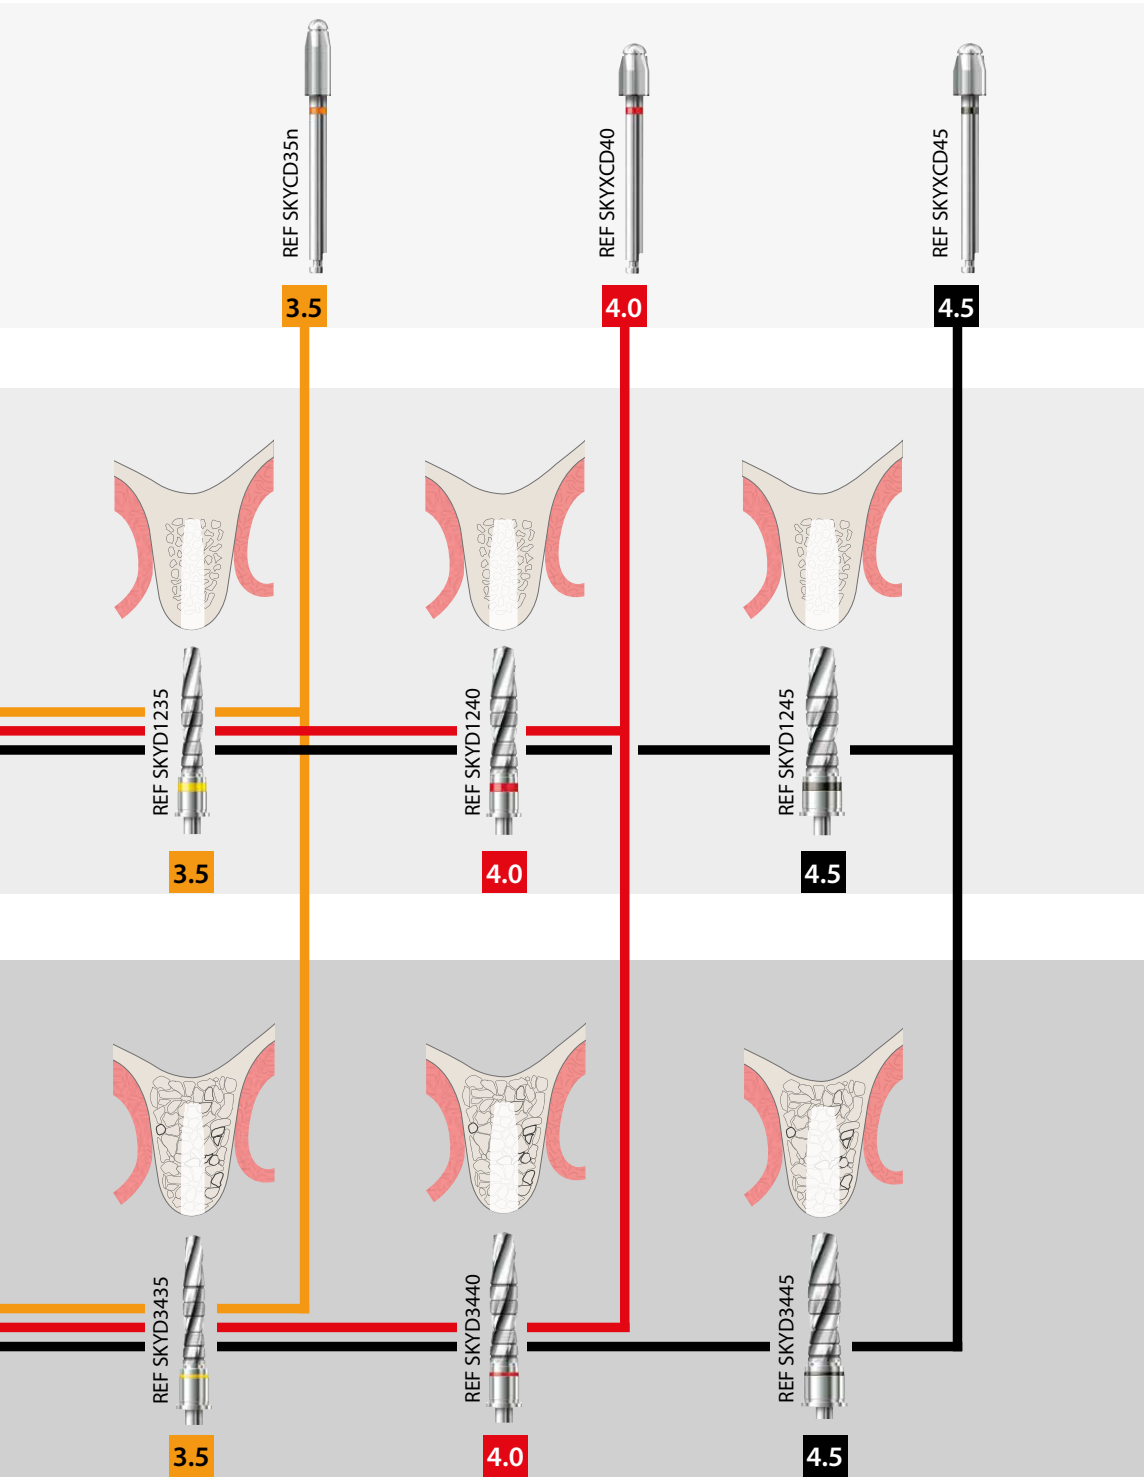 REF SKYCD35n
REF SKYXCD40
REF SKYXCD45
3.5
4.0
4.5
REF SKYD1235
REF SKYD1240
REF SKYD1245
3.5
4.0
4.5
REF SKYD3435
REF SKYD3440
REF SKYD3445
3.5
4.0
4.5